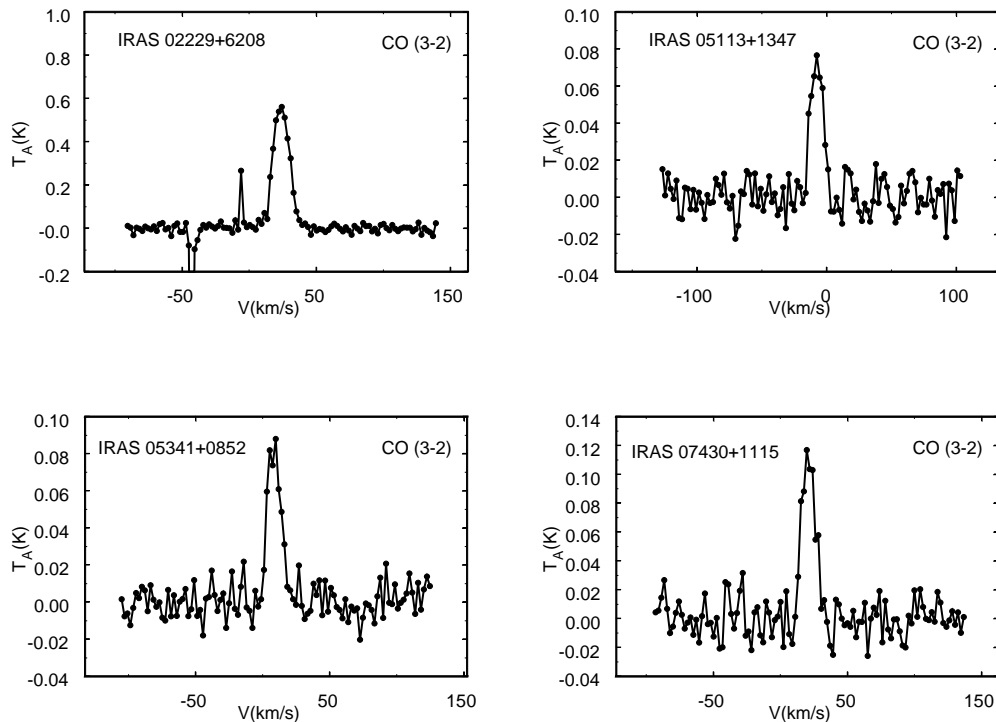 IRAS 02229+6208 CO (3-2)
1.0
0.8
0.6
0.4
0.2
-0.0
-0.2
T_A(K)
-50 50 150
V(km/s)
IRAS 05113+1347 CO (3-2)
0.10
0.08
0.06
0.04
0.02
0.00
-0.02
-0.04
T_A(K)
-100 0 100
V(km/s)
IRAS 05341+0852 CO (3-2)
0.10
0.08
0.06
0.04
0.02
0.00
-0.02
-0.04
T_A(K)
-50 50 150
V(km/s)
IRAS 07430+1115 CO (3-2)
0.14
0.12
0.10
0.08
0.06
0.04
0.02
0.00
-0.02
-0.04
T_A(K)
-50 50 150
V(km/s)